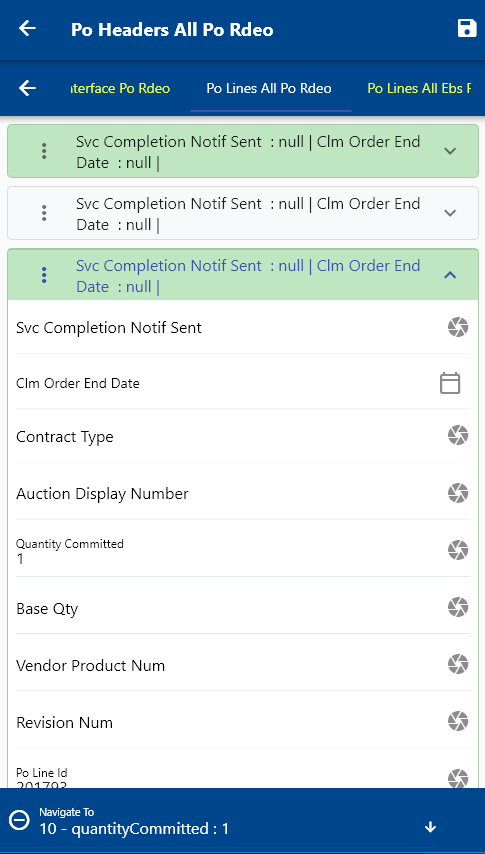 Po Headers All Po Rdeo
nterface Po Rdeo
Po Lines All Po Rdeo
Po Lines All Ebs
Svc Completion Notif Sent : null | Clm Order End
Date : null |
Svc Completion Notif Sent : null | Clm Order End
Date : null |
Svc Completion Notif Sent : null | Clm Order End
Date : null |
Svc Completion Notif Sent
Clm Order End Date
Contract Type
Auction Display Number
Quantity Committed
1
Base Qty
Vendor Product Num
Revision Num
Po Line Id
201793
Navigate To
10 - quantityCommitted : 1